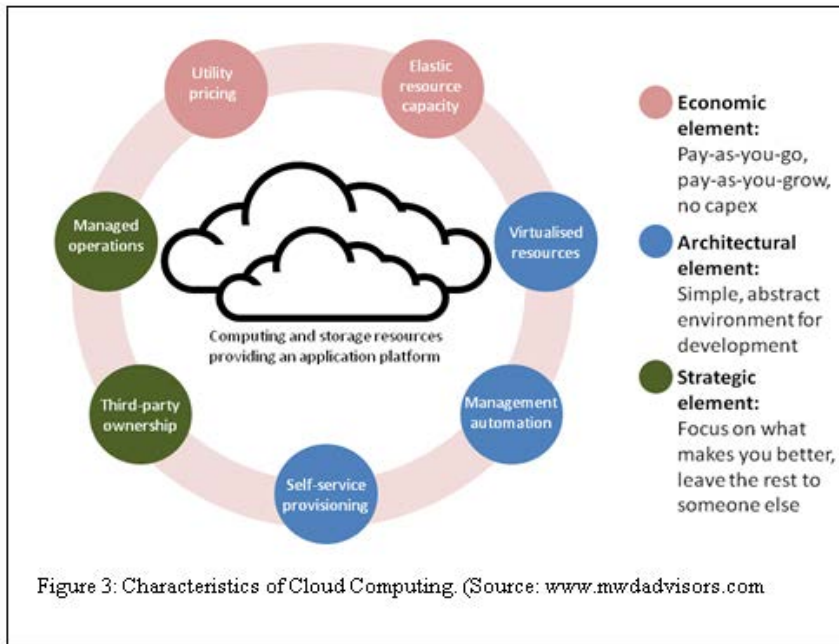 Utility
pricing
Elastic
resource
capacity
Managed
operations
Virtualised
resources
Computing and storage resources
providing an application platform
Third-party
ownership
Management
automation
Self-service
provisioning
Economic
element:
Pay-as-you-go,
pay-as-you-grow,
no capex
Architectural
element:
Simple, abstract
environment for
development
Strategic
element:
Focus on what
makes you better,
leave the rest to
someone else
Figure 3: Characteristics of Cloud Computing. (Source: www.mwdadvisors.com